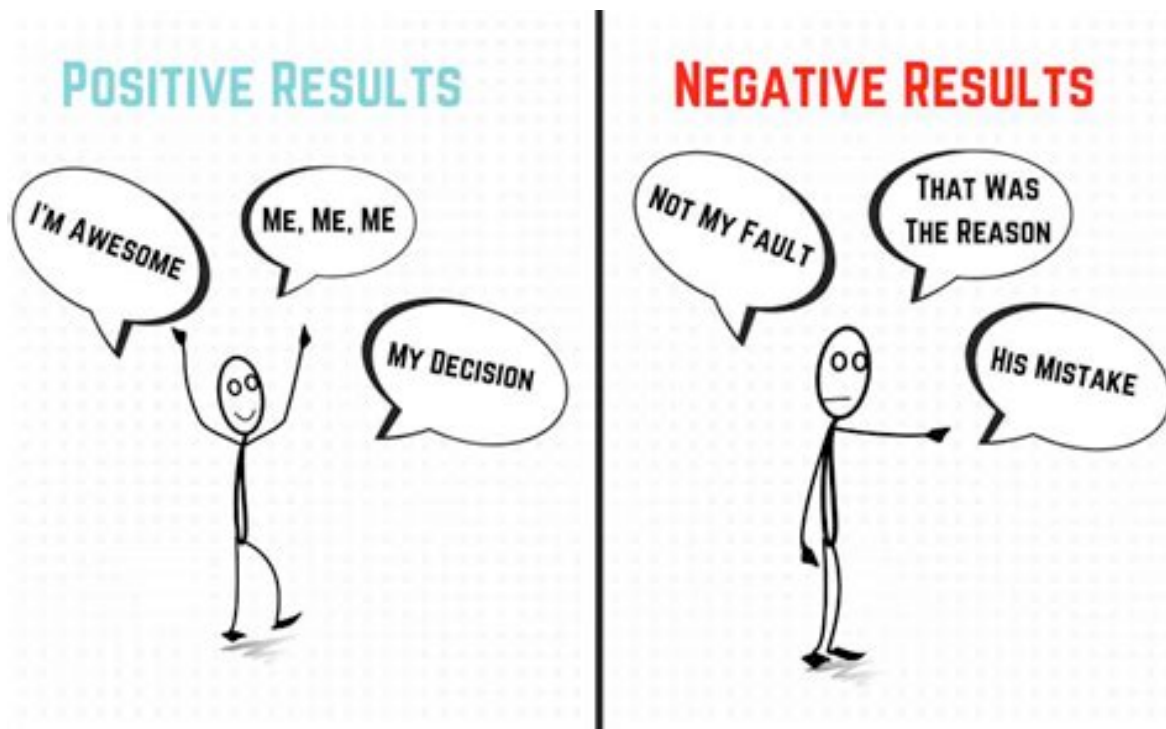 POSITIVE RESULTS
I'M AWESOME
ME, ME, ME
MY DECISION
NEGATIVE RESULTS
NOT MY FAULT
THAT WAS
THE REASON
HIS MISTAKE